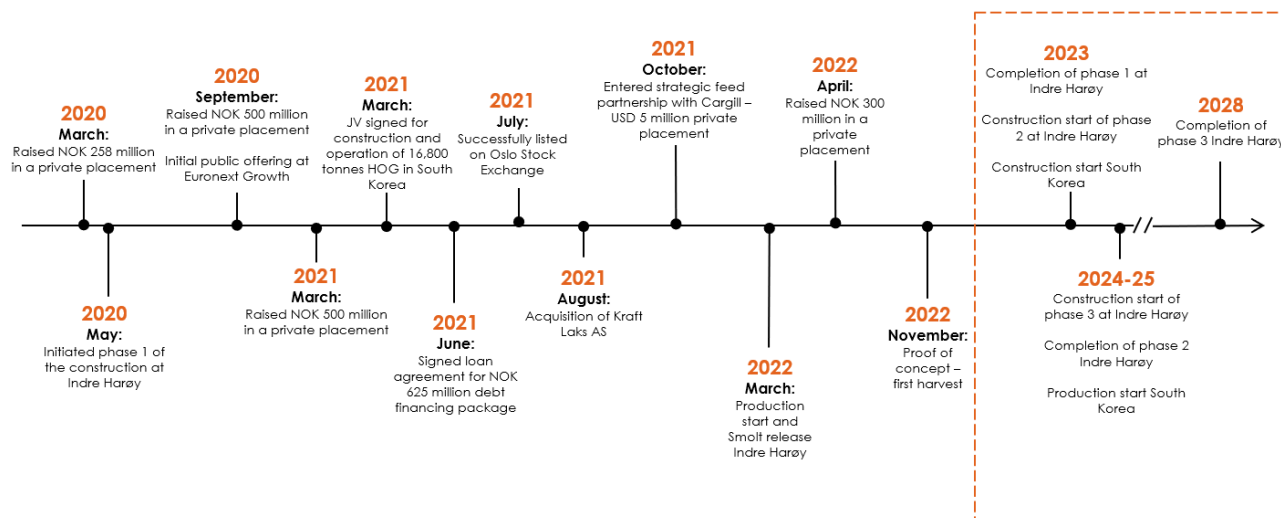 2020
March:
Raised NOK 258 million
in a private placement
2020
May:
Initiated phase 1 of
the construction at
Indre Harøy
2020
September:
Raised NOK 500 million
in a private placement
Initial public offering at
Euronext Growth
2021
March:
Raised NOK 500 million
in a private placement
2021
March:
JV signed for
construction and
operation of 16,800
tonnes HOG in South
Korea
2021
June:
Signed loan
agreement for NOK
625 million debt
financing package
2021
July:
Successfully listed
on Oslo Stock
Exchange
2021
August:
Acquisition of Kraft
Laks AS
2021
October:
Entered strategic feed
partnership with Cargill –
USD 5 million private
placement
2022
March:
Production
start and
Smolt release
Indre Harøy
2022
April:
Raised NOK 300
million in a
private
placement
2022
November:
Proof of
concept –
first harvest
2023
Completion of phase 1 at
Indre Harøy
Construction start of phase
2 at Indre Harøy
Construction start South
Korea
2024-25
Construction start of
phase 3 at Indre Harøy
Completion of phase 2
Indre Harøy
Production start South
Korea
2028
Completion of
phase 3 Indre Harøy